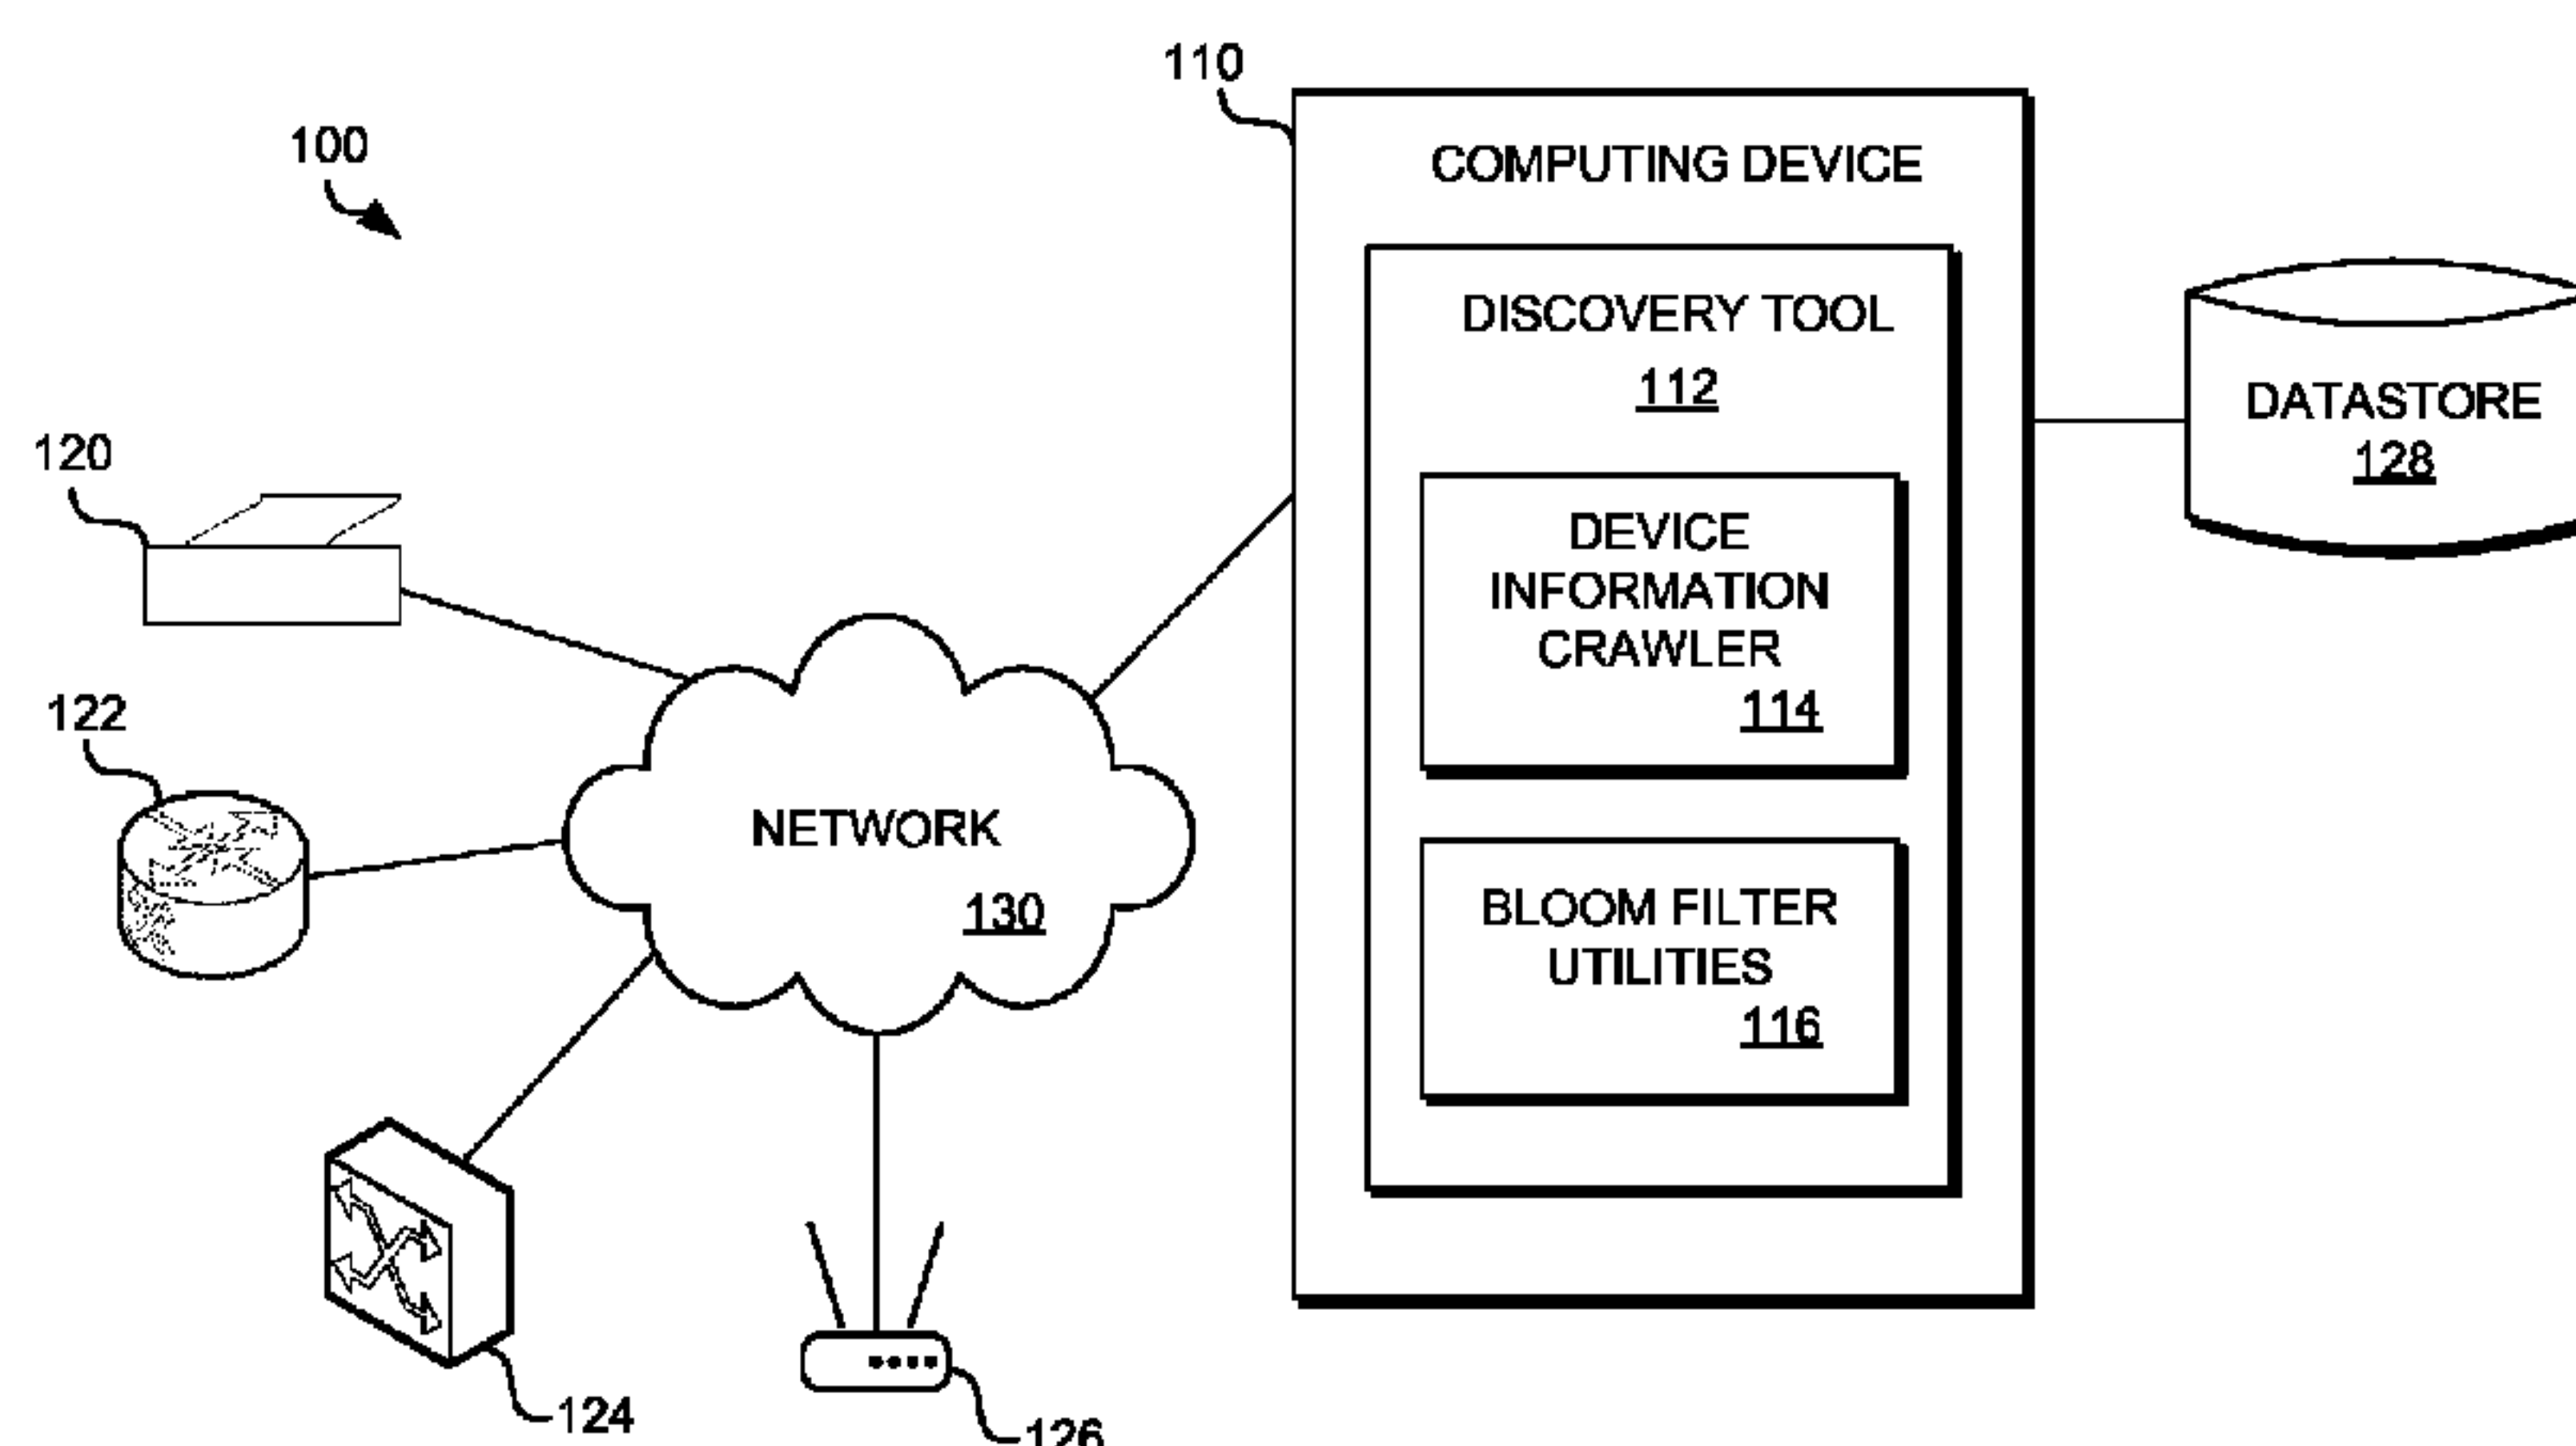 110
100
COMPUTING DEVICE
DISCOVERY TOOL
112
DATASTORE
128
120
DEVICE
INFORMATION
CRAWLER
114
122
NETWORK
130
BLOOM FILTER
UTILITIES
116
124
126